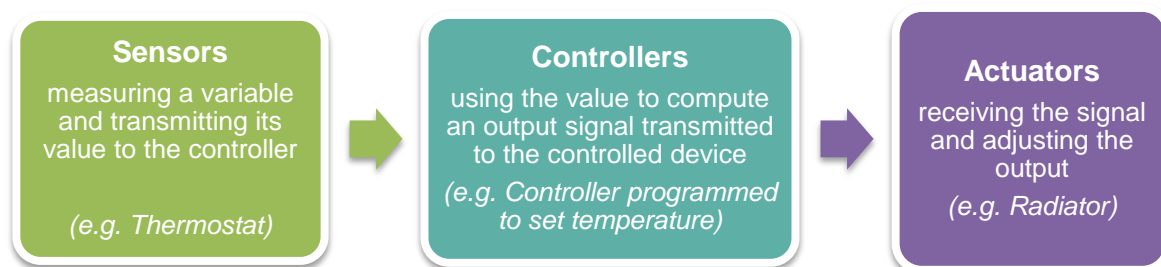 Sensors
measuring a variable
and transmitting its
value to the controller
(e.g. Thermostat)
Controllers
using the value to compute
an output signal transmitted
to the controlled device
(e.g. Controller programmed
to set temperature)
Actuators
receiving the signal
and adjusting the
output
(e.g. Radiator)